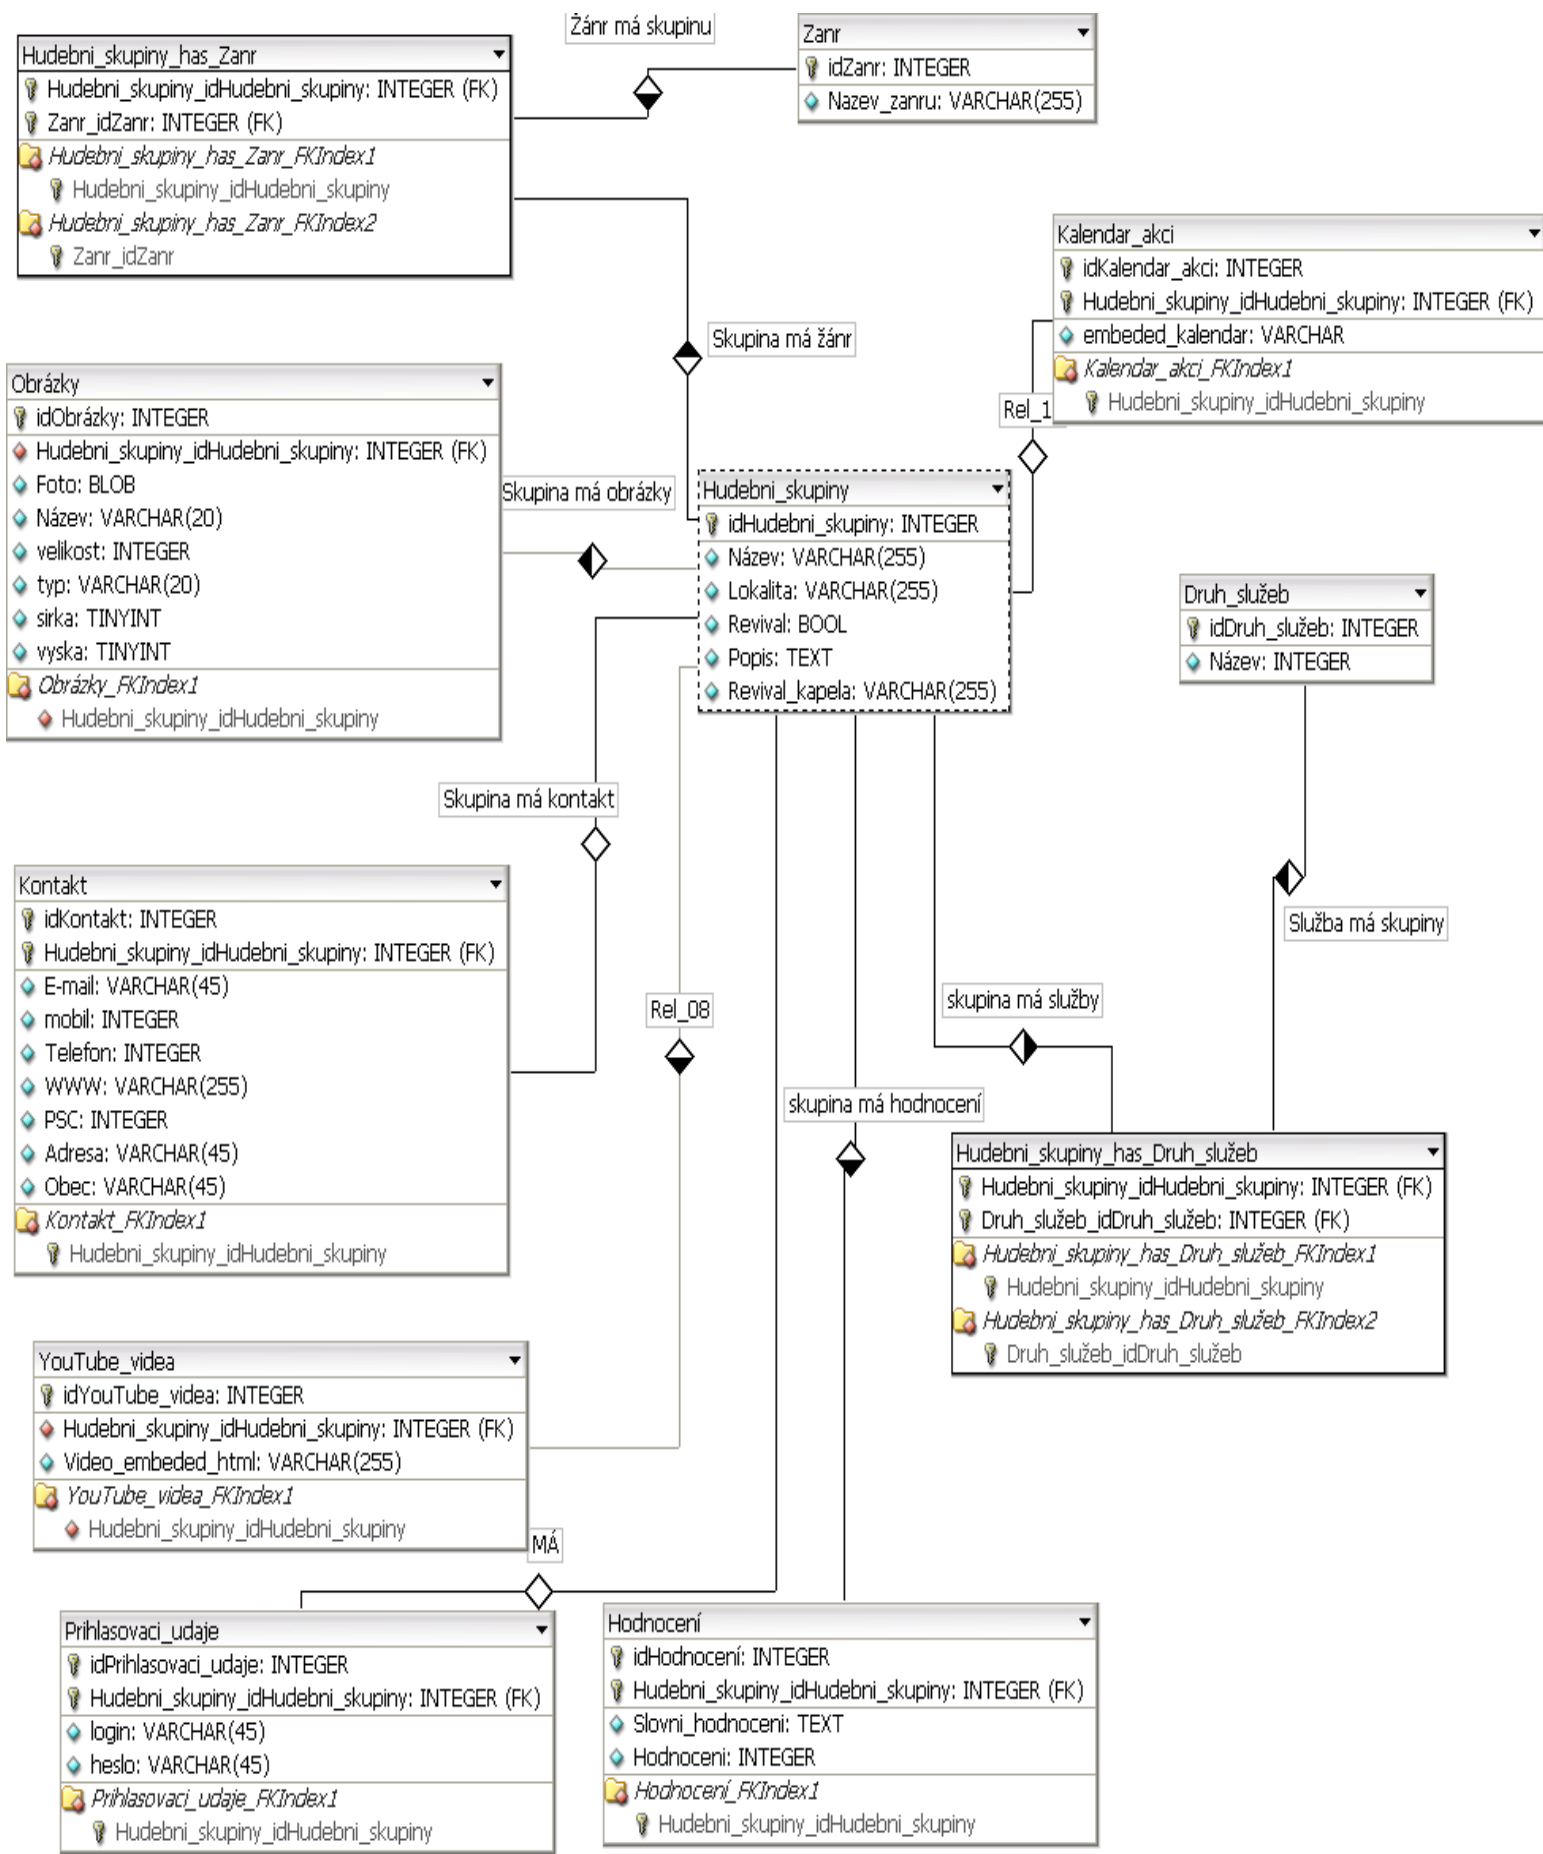 Žánr má skupinu
Hudebni_skupiny_has_Zanr
Hudebni_skupiny_idHudebni_skupiny: INTEGER (FK)
Zanr_idZanr: INTEGER (FK)
Hudebni_skupiny_has_Zanr_FKIndex1
Hudebni_skupiny_idHudebni_skupiny
Hudebni_skupiny_has_Zanr_FKIndex2
Zanr_idZanr
Zanr
idZanr: INTEGER
Nazev_zanru: VARCHAR(255)
Kalendar_akci
idKalendar_akci: INTEGER
Hudebni_skupiny_idHudebni_skupiny: INTEGER (FK)
embeded_kalendar: VARCHAR
Kalendar_akci_FKIndex1
Hudebni_skupiny_idHudebni_skupiny
Skupina má žánr
Rel_1
Obrázky
idObrázky: INTEGER
Hudebni_skupiny_idHudebni_skupiny: INTEGER (FK)
Foto: BLOB
Název: VARCHAR(20)
velikost: INTEGER
typ: VARCHAR(20)
sirka: TINYINT
vyska: TINYINT
Obrázky_FKIndex1
Hudebni_skupiny_idHudebni_skupiny
Skupina má obrázky
Hudebni_skupiny
idHudebni_skupiny: INTEGER
Název: VARCHAR(255)
Lokalita: VARCHAR(255)
Revival: BOOL
Popis: TEXT
Revival_kapela: VARCHAR(255)
Druh_služeb
idDruh_služeb: INTEGER
Název: INTEGER
Skupina má kontakt
Služba má skupiny
Kontakt
idKontakt: INTEGER
Hudebni_skupiny_idHudebni_skupiny: INTEGER (FK)
E-mail: VARCHAR(45)
mobil: INTEGER
Telefon: INTEGER
WWW: VARCHAR(255)
PSC: INTEGER
Adresa: VARCHAR(45)
Obec: VARCHAR(45)
Kontakt_FKIndex1
Hudebni_skupiny_idHudebni_skupiny
Rel_08
skupina má služby
skupina má hodnocení
Hudebni_skupiny_has_Druh_služeb
Hudebni_skupiny_idHudebni_skupiny: INTEGER (FK)
Druh_služeb_idDruh_služeb: INTEGER (FK)
Hudebni_skupiny_has_Druh_služeb_FKIndex1
Hudebni_skupiny_idHudebni_skupiny
Hudebni_skupiny_has_Druh_služeb_FKIndex2
Druh_služeb_idDruh_služeb
YouTube_videa
idYouTube_videa: INTEGER
Hudebni_skupiny_idHudebni_skupiny: INTEGER (FK)
Video_embeded_html: VARCHAR(255)
YouTube_videa_FKIndex1
Hudebni_skupiny_idHudebni_skupiny
MÁ
Prihlasovaci_udaje
idPrihlasovaci_udaje: INTEGER
Hudebni_skupiny_idHudebni_skupiny: INTEGER (FK)
login: VARCHAR(45)
heslo: VARCHAR(45)
Prihlasovaci_udaje_FKIndex1
Hudebni_skupiny_idHudebni_skupiny
Hodnocení
idHodnocení: INTEGER
Hudebni_skupiny_idHudebni_skupiny: INTEGER (FK)
Slovni_hodnoceni: TEXT
Hodnoceni: INTEGER
Hodnocení_FKIndex1
Hudebni_skupiny_idHudebni_skupiny